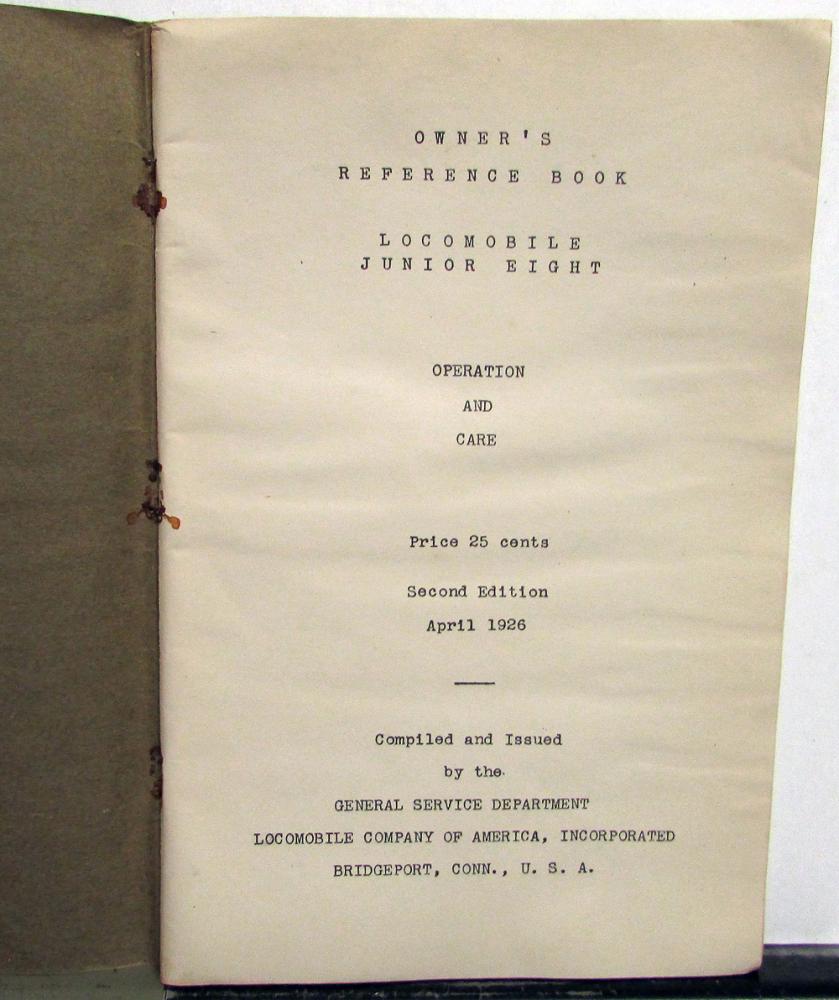 OWNER'S
REFERENCE BOOK
LOCOMOBILE
JUNIOR EIGHT
OPERATION
AND
CARE
Price 25 cents
Second Edition
April 1926
Compiled and Issued
by the
GENERAL SERVICE DEPARTMENT
LOCOMOBILE COMPANY OF AMERICA, INCORPORATED
BRIDGEPORT, CONN., U. S. A.